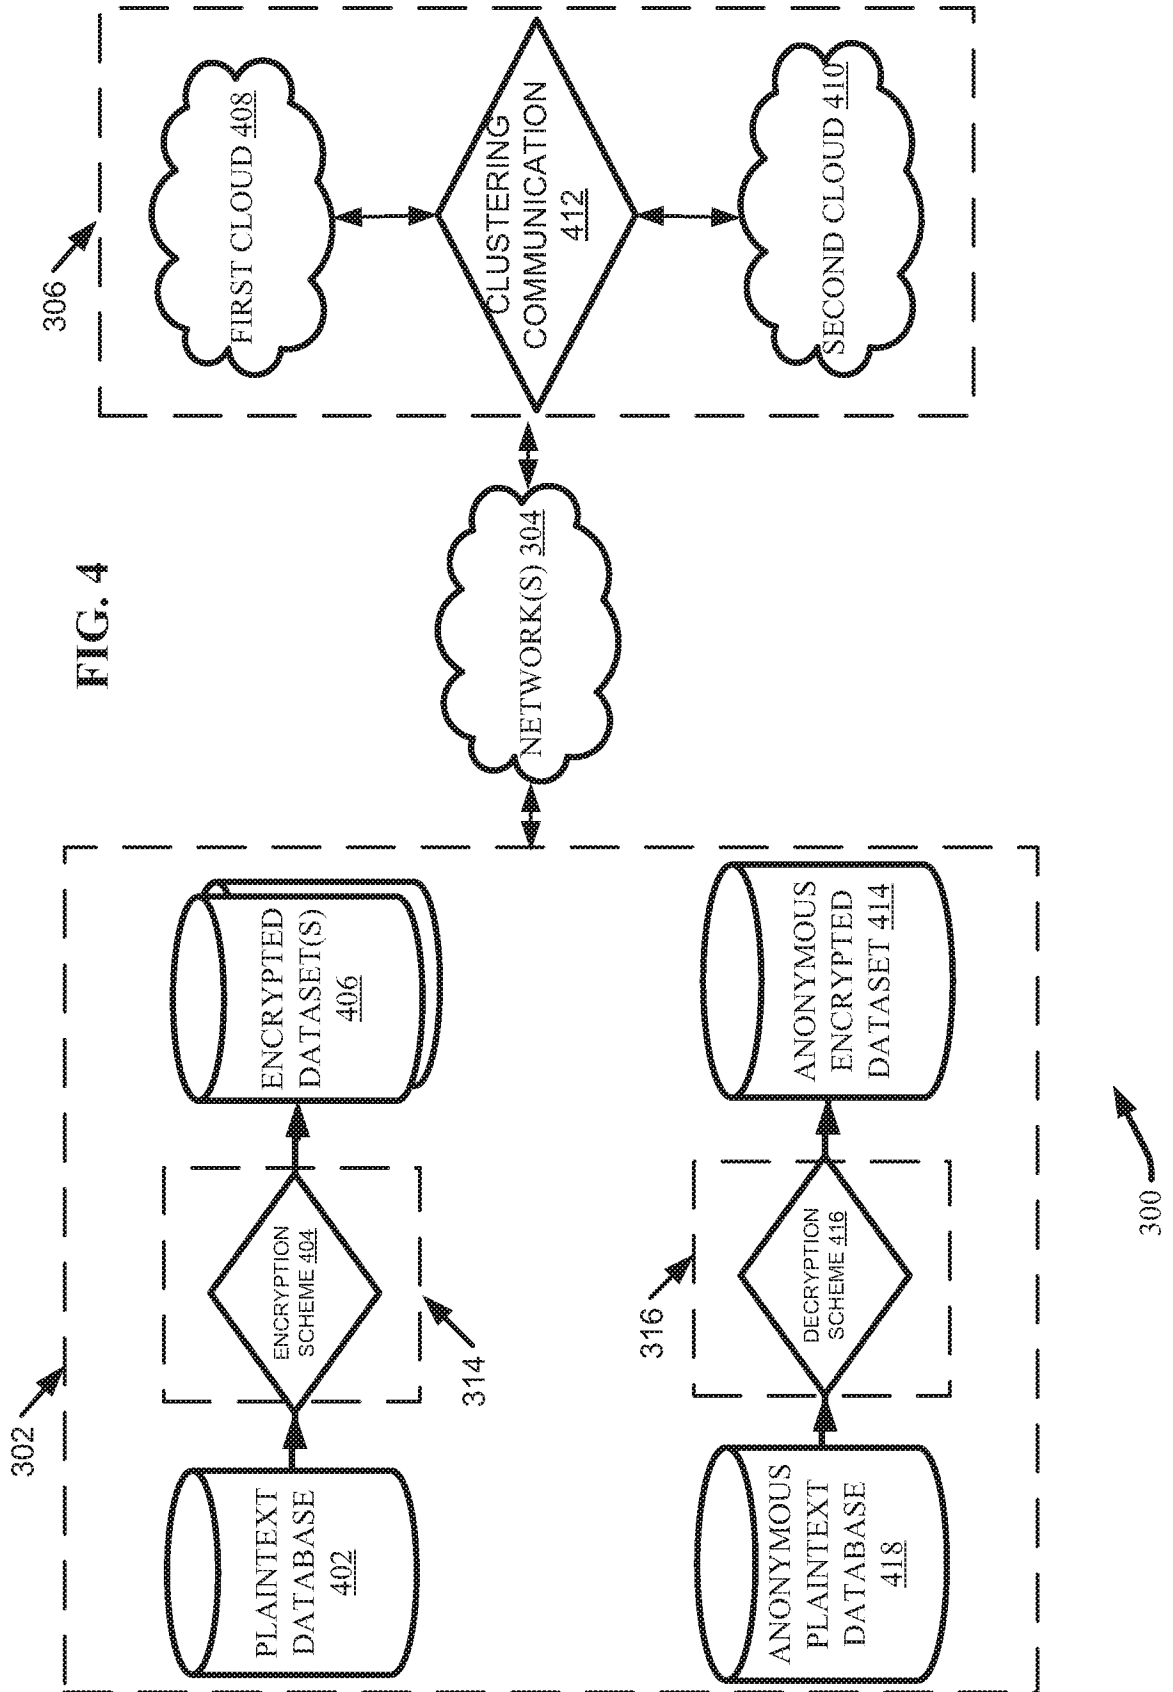 FIG. 4
302
PLAINTEXT
DATABASE
402
ENCRYPTION
SCHEME 404
314
ENCRYPTED
DATASET(S)
406
ANONYMOUS
PLAINTEXT
DATABASE
418
316
DECRYPTION
SCHEME 416
ANONYMOUS
ENCRYPTED
DATASET 414
300
NETWORK(S) 304
306
FIRST CLOUD 408
CLUSTERING
COMMUNICATION
412
SECOND CLOUD 410